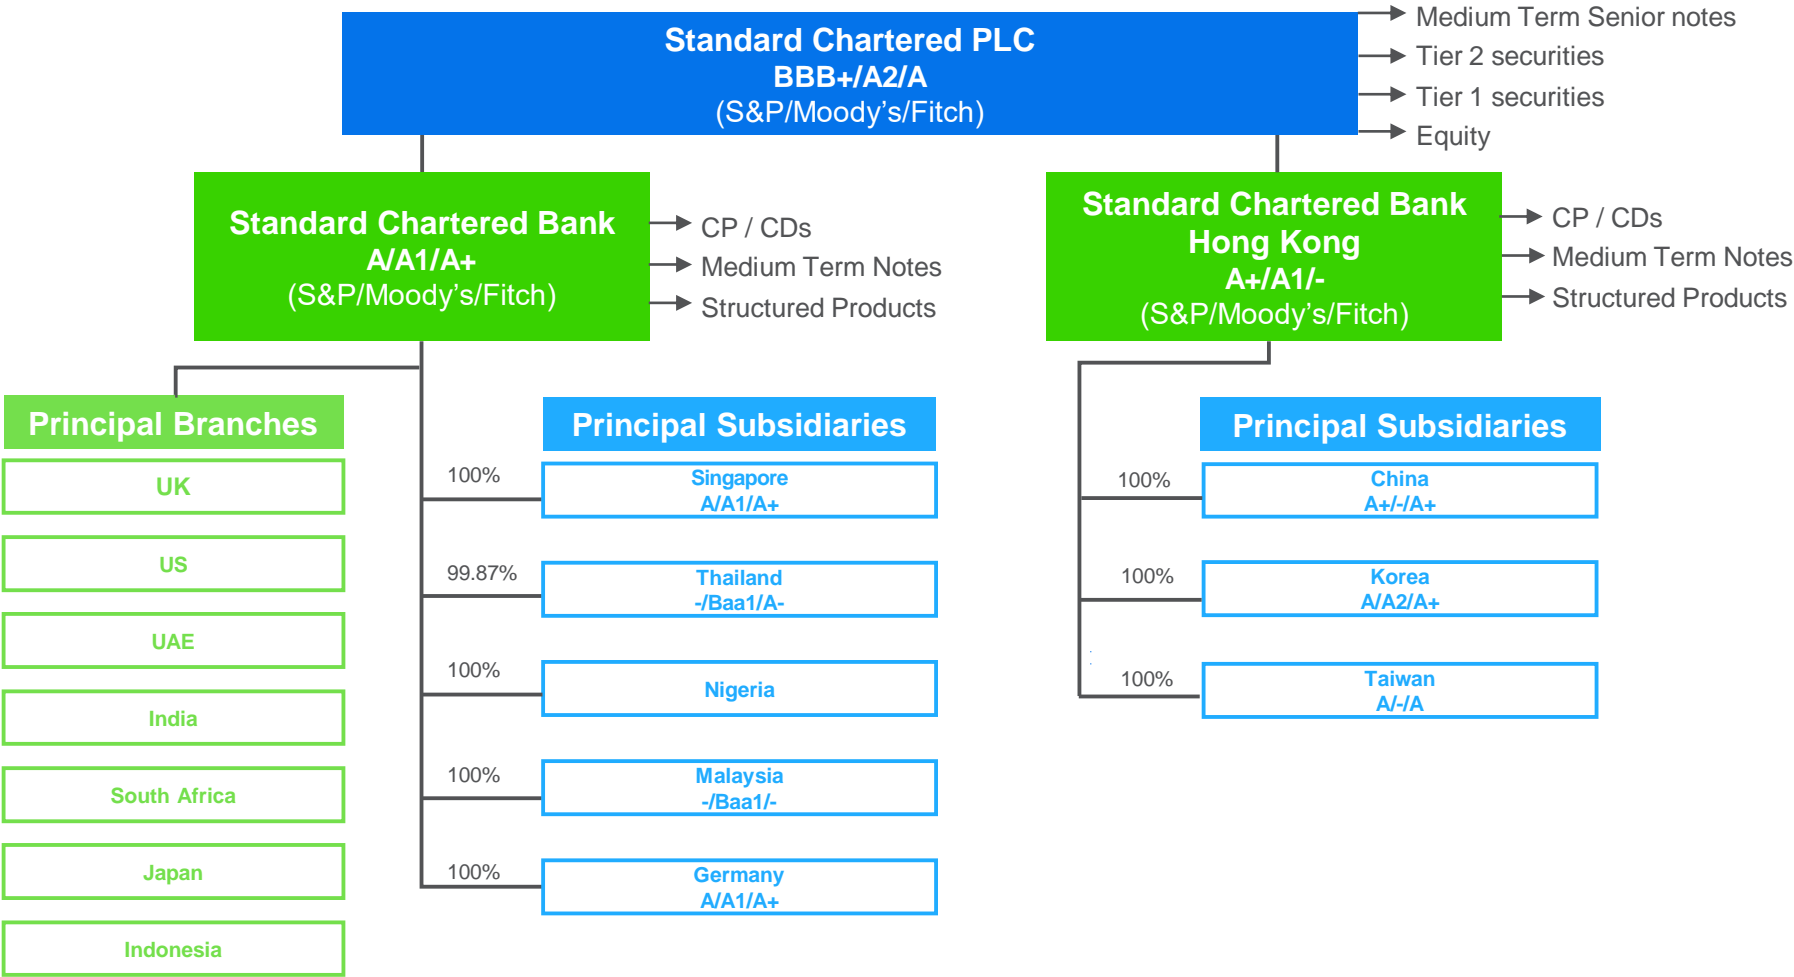 Standard Chartered PLC
BBB+/A2/A
(S&P/Moody's/Fitch)
Medium Term Senior notes
Tier 2 securities
Tier 1 securities
Equity
Standard Chartered Bank
A/A1/A+
(S&P/Moody's/Fitch)
CP / CDs
Medium Term Notes
Structured Products
Standard Chartered Bank
Hong Kong
A+/A1/-
(S&P/Moody's/Fitch)
CP / CDs
Medium Term Notes
Structured Products
Principal Branches
UK
US
UAE
India
South Africa
Japan
Indonesia
Principal Subsidiaries
100%
Singapore
A/A1/A+
99.87%
Thailand
-/Baa1/A-
100%
Nigeria
100%
Malaysia
-/Baa1/-
100%
Germany
A/A1/A+
Principal Subsidiaries
100%
China
A+/-/A+
100%
Korea
A/A2/A+
100%
Taiwan
A/-/A